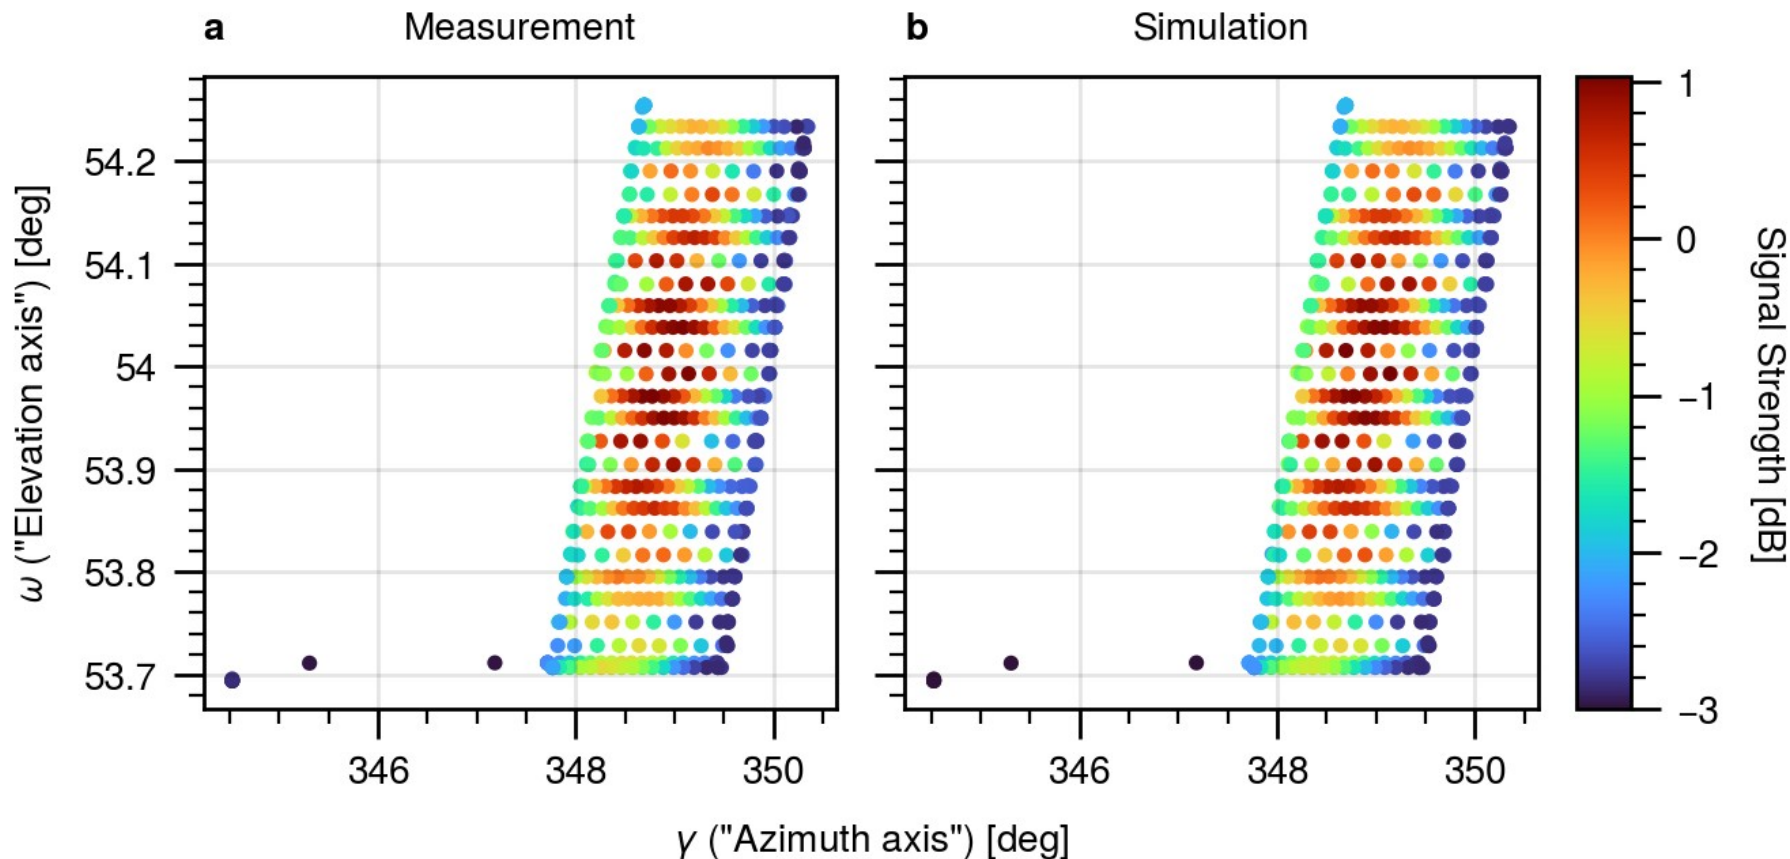 a Measurement
b Simulation
ω ("Elevation axis") [deg]
54.2
54.1
54
53.9
53.8
53.7
346 348 350
346 348 350
γ ("Azimuth axis") [deg]
1
0
−1
−2
−3
Signal Strength [dB]